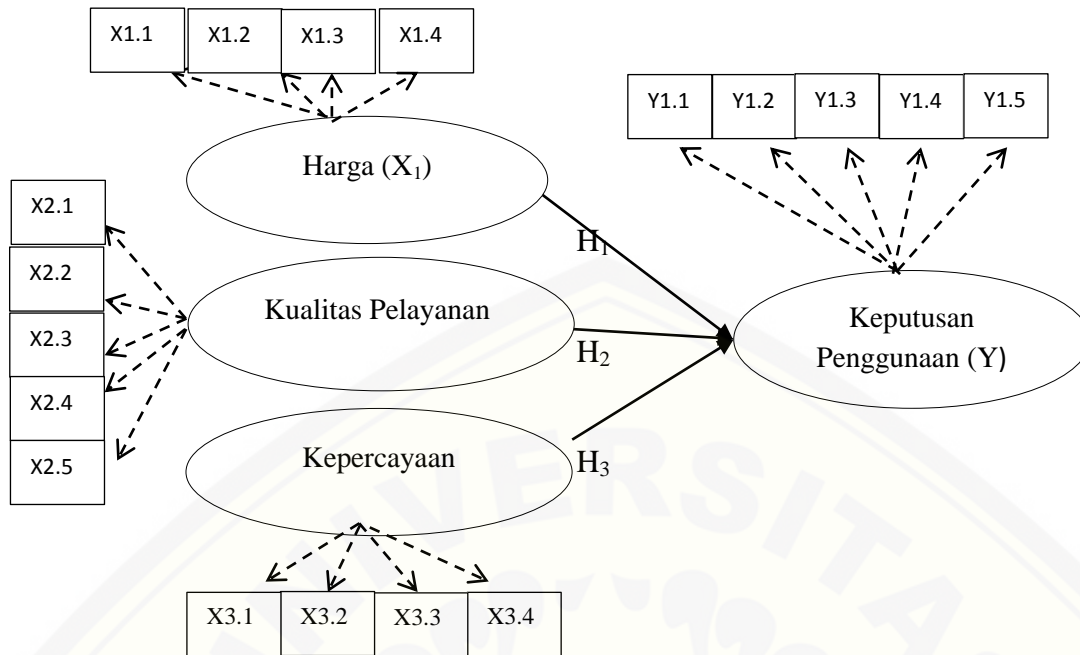 X1.1 X1.2 X1.3 X1.4
Y1.1 Y1.2 Y1.3 Y1.4 Y1.5
Harga (X₁)
X2.1
X2.2
X2.3
X2.4
X2.5
Kualitas Pelayanan
Kepercayaan
H₁
H₂
H₃
Keputusan
Penggunaan (Y)
X3.1 X3.2 X3.3 X3.4
UNIVERSITAS